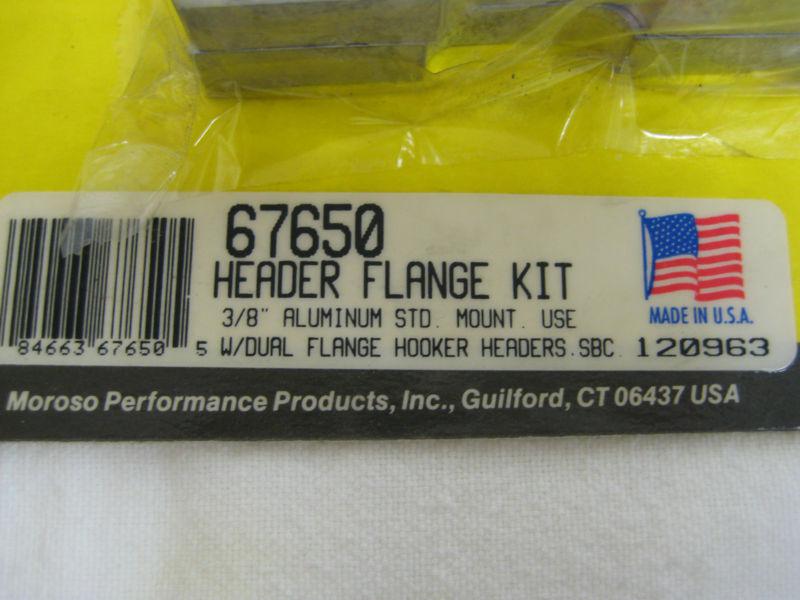 67650
HEADER FLANGE KIT
3/8" ALUMINUM STD. MOUNT. USE
W/DUAL FLANGE HOOKER HEADERS.SBC.
84663 67650 5
MADE IN U.S.A.
120963
Moroso Performance Products, Inc., Guilford, CT 06437 USA